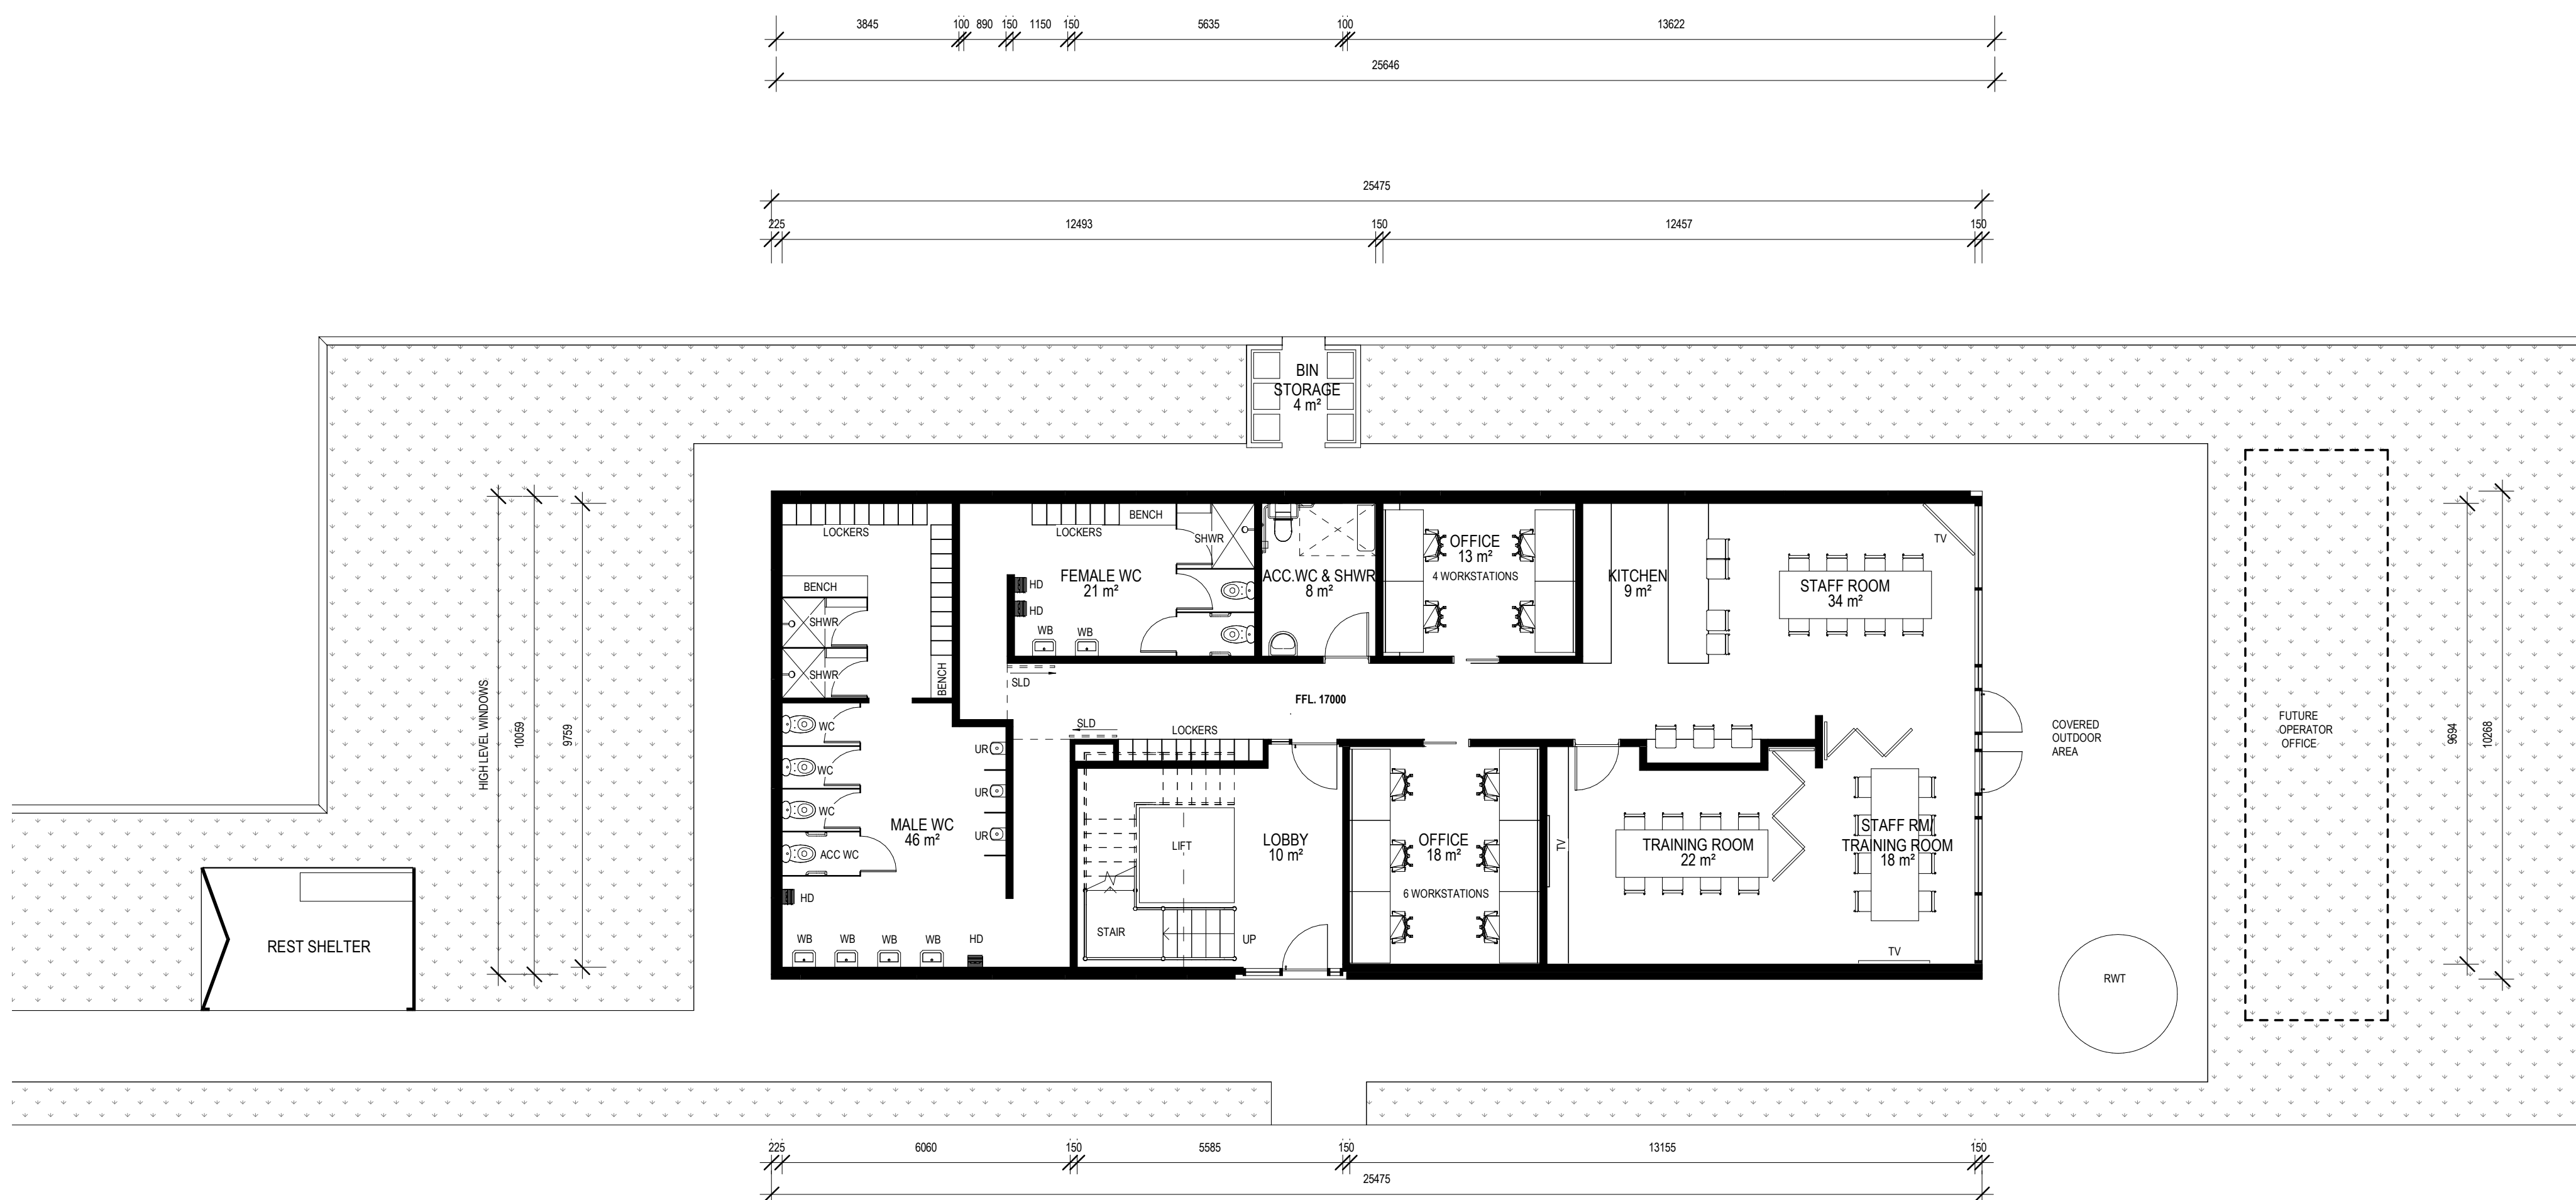 3845 100 890 150 1150 150 5635 100 13622
25646
25475
225 12493 150 12457 150
BIN
STORAGE
4 m²
LOCKERS
BENCH
SHWR
SHWR
BENCH
LOCKERS
BENCH
SHWR
HD
HD
FEMALE WC
21 m²
WB
WB
ACC.WC & SHWR
8 m²
OFFICE
13 m²
4 WORKSTATIONS
KITCHEN
9 m²
TV
STAFF ROOM
34 m²
SLD
SLD
FFL. 17000
LOCKERS
HIGH LEVEL WINDOWS
10059
9759
WC
WC
WC
ACC WC
UR
UR
UR
MALE WC
46 m²
HD
WB
WB
WB
WB
HD
LIFT
STAIR
UP
LOBBY
10 m²
OFFICE
18 m²
6 WORKSTATIONS
TV
TRAINING ROOM
22 m²
STAFF RM/
TRAINING ROOM
18 m²
TV
COVERED
OUTDOOR
AREA
FUTURE
OPERATOR
OFFICE
9694
10268
RWT
REST SHELTER
225 6060 150 5585 150 13155 150
25475